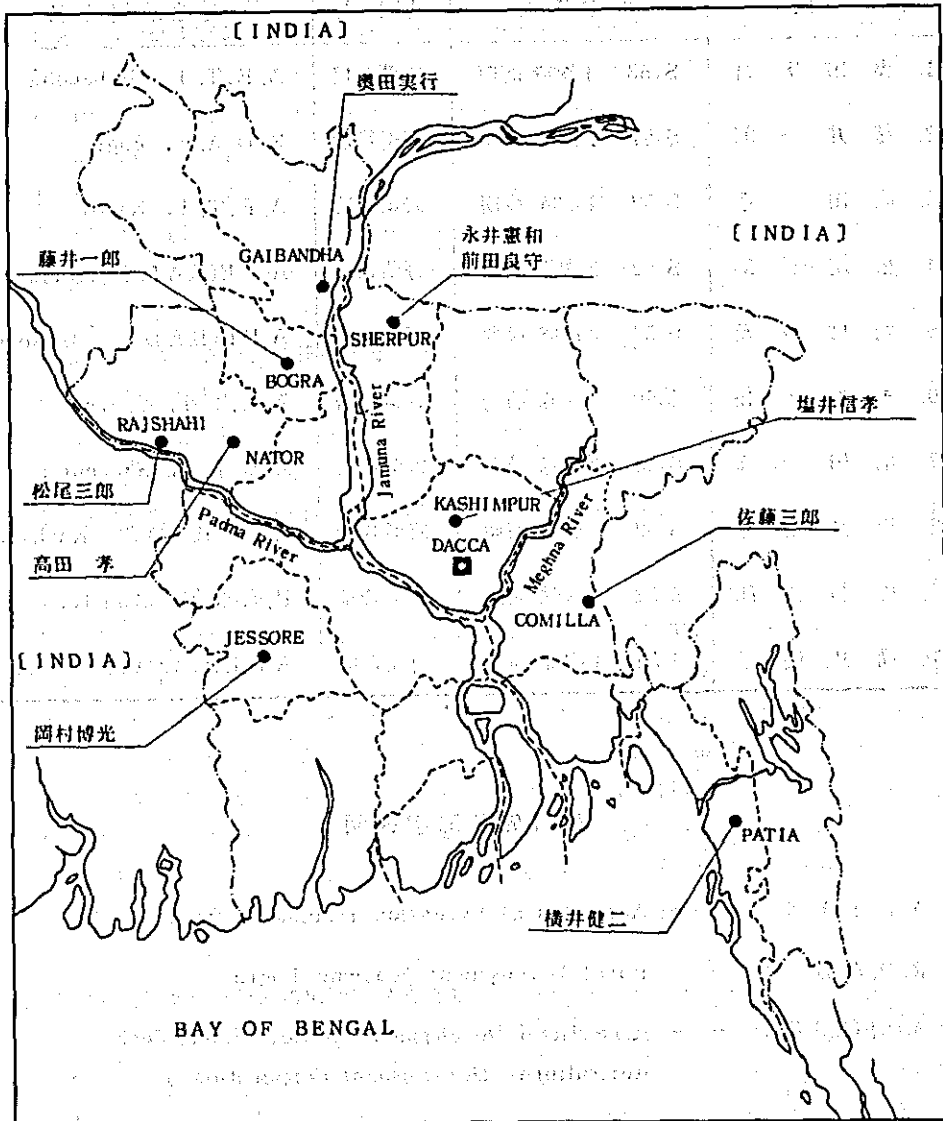 [INDIA]
奥田実行
永井憲和
前田良守
[INDIA]
GAIBANDHA
藤井一郎
SHERPUR
BOGRA
塩井信孝
RAJSHAHI
NATOR
Jamuna River
松尾三郎
KASHIMPUR
佐藤三郎
Padma River
DACCA
Meghna River
高田 孝
COMILLA
JESSORE
[INDIA]
岡村博光
PATIA
横井健二
BAY OF BENGAL